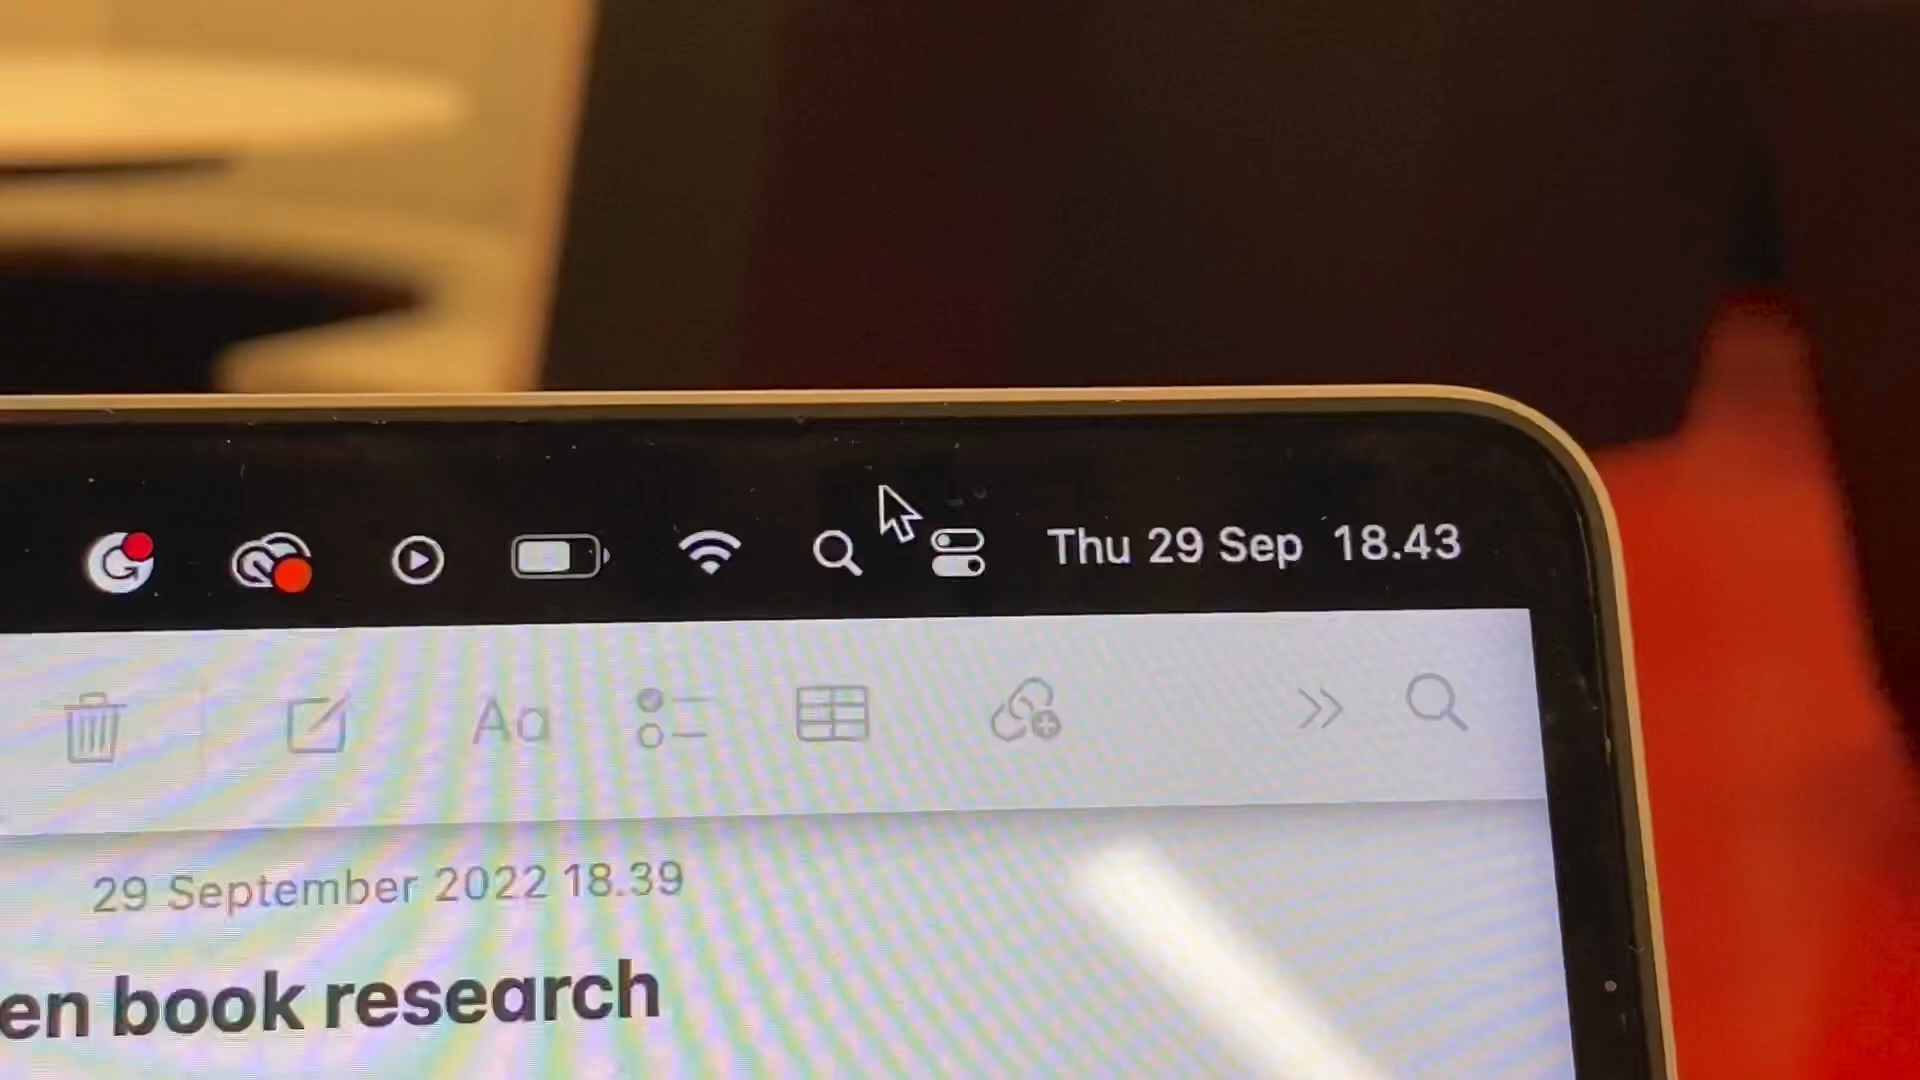 Thu 29 Sep 18.43
Aa
29 September 2022 18.39
en book research